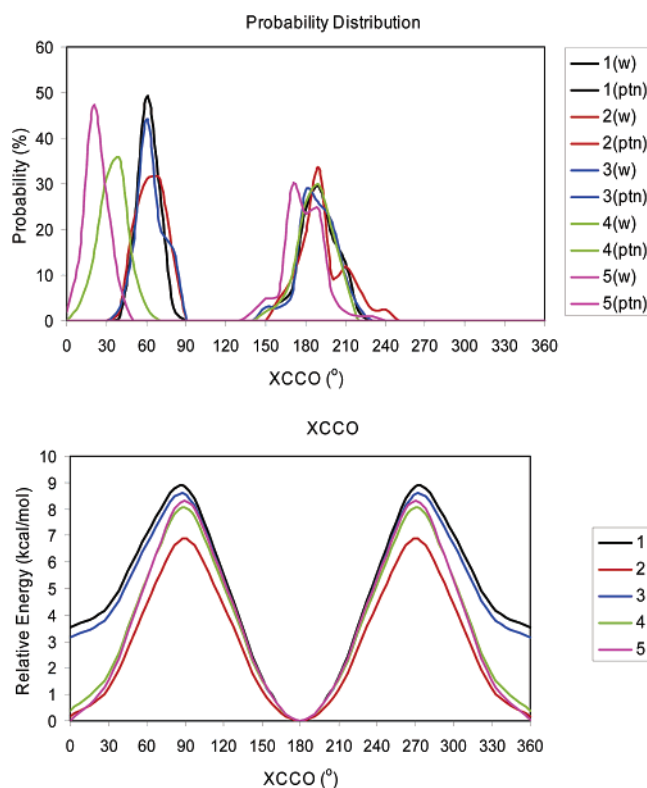 Probability Distribution
60
50
40
30
20
10
0
Probability (%)
0 30 60 90 120 150 180 210 240 270 300 330 360
XCCO (°)
1(w)
1(ptn)
2(w)
2(ptn)
3(w)
3(ptn)
4(w)
4(ptn)
5(w)
5(ptn)
XCCO
10
9
8
7
6
5
4
3
2
1
0
Relative Energy (kcal/mol)
0 30 60 90 120 150 180 210 240 270 300 330 360
XCCO (°)
1
2
3
4
5